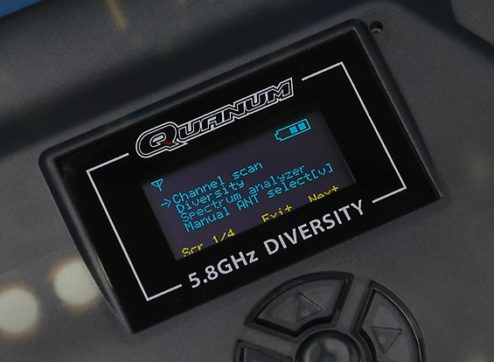 QUANUM
→Channel scan
Diversity
Spectrum analyzer
Manual ANT select[v]
Scr 1/4 Exit Next
5.8GHz DIVERSITY